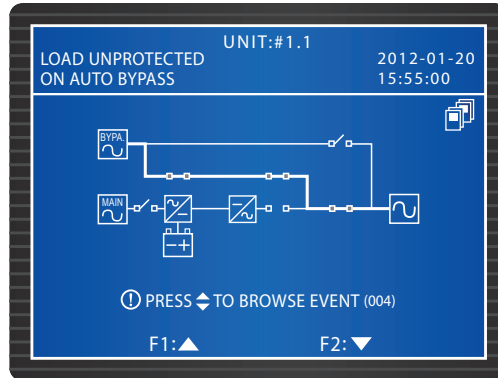 UNIT:#1.1
LOAD UNPROTECTED
2012-01-20
ON AUTO BYPASS
15:55:00
BYPA.
MAIN
PRESS TO BROWSE EVENT (004)
F1:
F2: